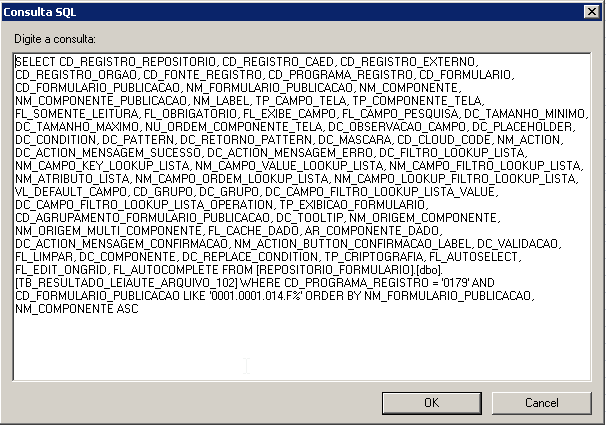 Consulta SQL
Digite a consulta:
SELECT CD_REGISTRO_REPOSITORIO, CD_REGISTRO_CAED, CD_REGISTRO_EXTERNO,
CD_REGISTRO_ORGAO, CD_FONTE_REGISTRO, CD_PROGRAMA_REGISTRO, CD_FORMULARIO,
CD_FORMULARIO_PUBLICACAO, NM_FORMULARIO_PUBLICACAO, NM_COMPONENTE,
NM_COMPONENTE_PUBLICACAO, NM_LABEL, TP_CAMPO_TELA, TP_COMPONENTE_TELA,
FL_SOMENTE_LEITURA, FL_OBRIGATORIO, FL_EXIBE_CAMPO, FL_CAMPO_PESQUISA, DC_TAMANHO_MINIMO,
DC_TAMANHO_MAXIMO, NU_ORDEM_COMPONENTE_TELA, DC_OBSERVACAO_CAMPO, DC_PLACEHOLDER,
DC_CONDITION, DC_PATTERN, DC_RETORNO_PATTERN, DC_MASCARA, CD_CLOUD_CODE, NM_ACTION,
DC_ACTION_MENSAGEM_SUCESSO, DC_ACTION_MENSAGEM_ERRO, DC_FILTRO_LOOKUP_LISTA,
NM_CAMPO_KEY_LOOKUP_LISTA, NM_CAMPO_VALUE_LOOKUP_LISTA, NM_CAMPO_FILTRO_LOOKUP_LISTA,
NM_ATRIBUTO_LISTA, NM_CAMPO_ORDEM_LOOKUP_LISTA, NM_CAMPO_LOOKUP_FILTRO_LOOKUP_LISTA,
VL_DEFAULT_CAMPO, CD_GRUPO, DC_GRUPO, DC_CAMPO_FILTRO_LOOKUP_LISTA_VALUE,
DC_CAMPO_FILTRO_LOOKUP_LISTA_OPERATION, TP_EXIBICAO_FORMULARIO,
CD_AGRUPAMENTO_FORMULARIO_PUBLICACAO, DC_TOOLTIP, NM_ORIGEM_COMPONENTE,
NM_ORIGEM_MULTI_COMPONENTE, FL_CACHE_DADO, AR_COMPONENTE_DADO,
DC_ACTION_MENSAGEM_CONFIRMACAO, NM_ACTION_BUTTON_CONFIRMACAO_LABEL, DC_VALIDACAO,
FL_LIMPAR, DC_COMPONENTE, DC_REPLACE_CONDITION, TP_CRIPTOGRAFIA, FL_AUTOSELECT,
FL_EDIT_ONGRID, FL_AUTOCOMPLETE FROM [REPOSITORIO_FORMULARIO].[dbo].
[TB_RESULTADO_LEIAUTE_ARQUIVO_102] WHERE CD_PROGRAMA_REGISTRO = '0179' AND
CD_FORMULARIO_PUBLICACAO LIKE '0001.0001.014.F%' ORDER BY NM_FORMULARIO_PUBLICACAO,
NM_COMPONENTE ASC
OK Cancel